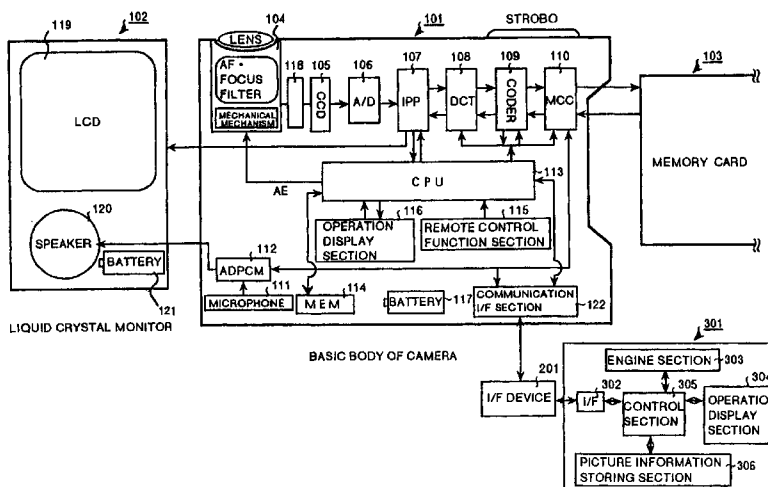 102
119
LCD
120
SPEAKER
BATTERY
121
LIQUID CRYSTAL MONITOR
STROBO
101
104
LENS
AF •
FOCUS
FILTER
MECHANICAL
MECHANISM
118
105
CCD
106
A/D
107
IPP
108
DCT
109
CODER
110
MCC
103
MEMORY CARD
AE
CPU
113
116
OPERATION
DISPLAY
SECTION
115
REMOTE CONTROL
FUNCTION SECTION
112
ADPCM
111
MICROPHONE
114
MEM
BATTERY
117
COMMUNICATION
I/F SECTION
122
BASIC BODY OF CAMERA
201
I/F DEVICE
301
ENGINE SECTION
303
302
I/F
305
CONTROL
SECTION
304
OPERATION
DISPLAY
SECTION
PICTURE INFORMATION
STORING SECTION
306